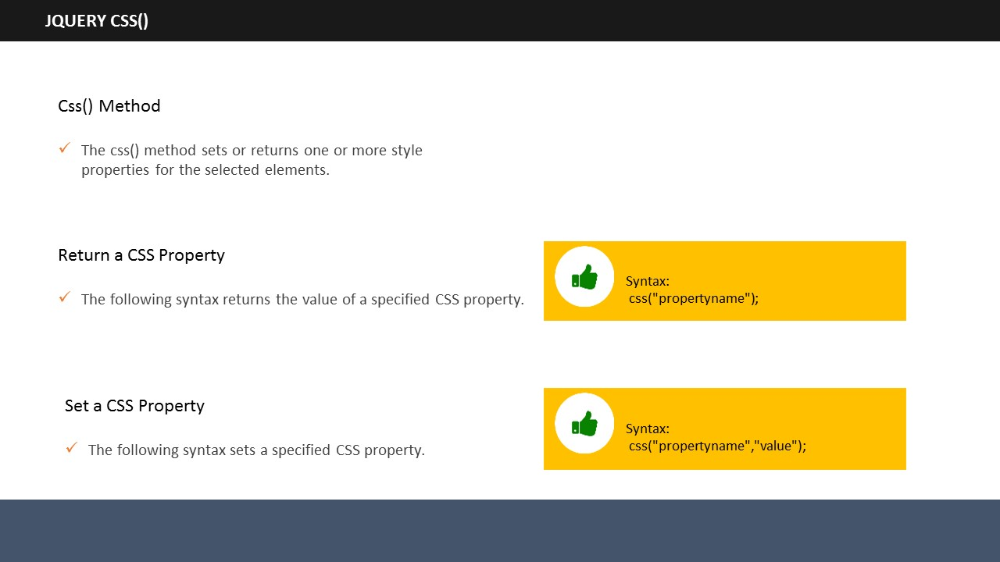 JQUERY CSS()
Css() Method
✓ The css() method sets or returns one or more style
properties for the selected elements.
Return a CSS Property
✓ The following syntax returns the value of a specified CSS property.
Syntax:
css("propertyname");
Set a CSS Property
✓ The following syntax sets a specified CSS property.
Syntax:
css("propertyname","value");